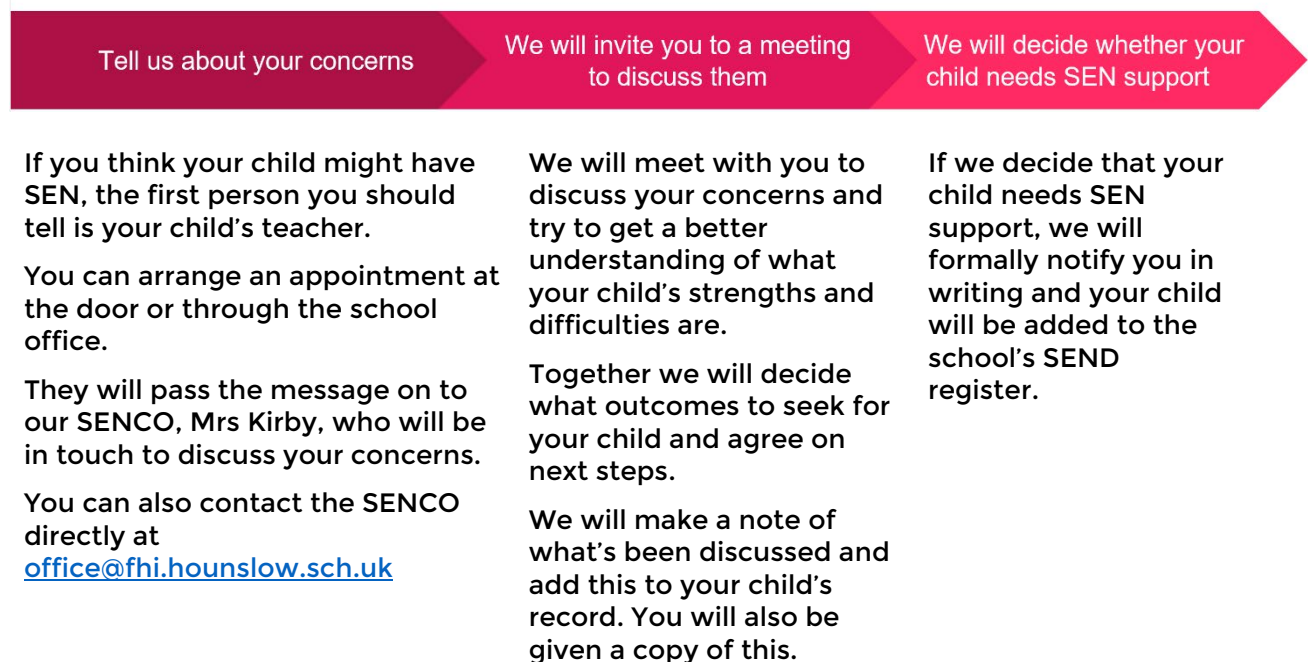 Tell us about your concerns
We will invite you to a meeting
to discuss them
We will decide whether your
child needs SEN support
If you think your child might have
SEN, the first person you should
tell is your child’s teacher.
You can arrange an appointment at
the door or through the school
office.
They will pass the message on to
our SENCO, Mrs Kirby, who will be
in touch to discuss your concerns.
You can also contact the SENCO
directly at
office@fhi.hounslow.sch.uk
We will meet with you to
discuss your concerns and
try to get a better
understanding of what
your child’s strengths and
difficulties are.
Together we will decide
what outcomes to seek for
your child and agree on
next steps.
We will make a note of
what’s been discussed and
add this to your child’s
record. You will also be
given a copy of this.
If we decide that your
child needs SEN
support, we will
formally notify you in
writing and your child
will be added to the
school’s SEND
register.